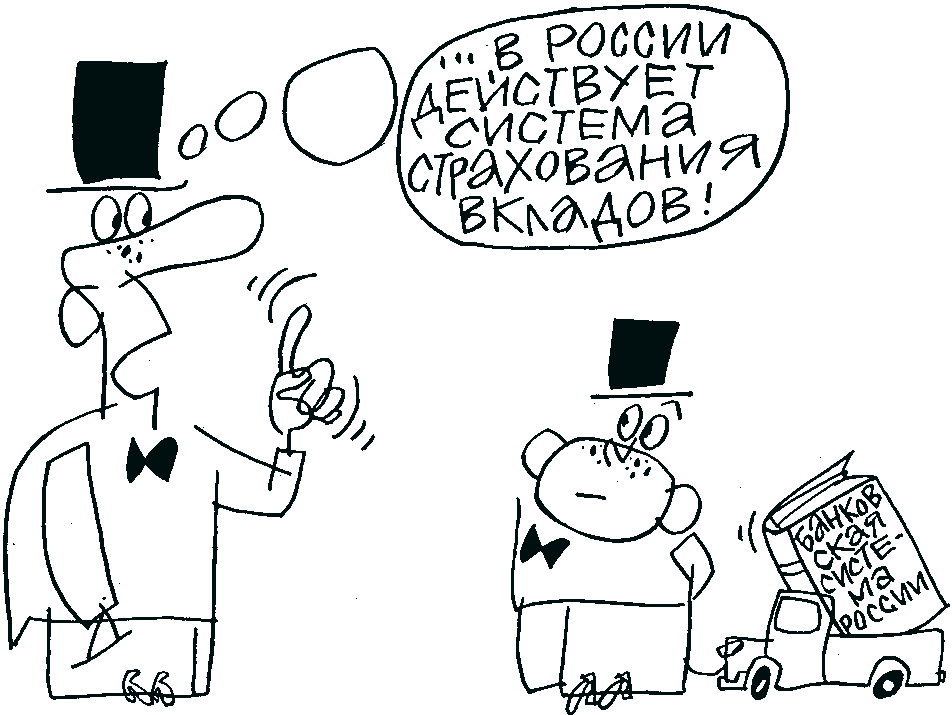 ...В РОССИИ
ДЕЙСТВУЕТ
СИСТЕМА
СТРАХОВАНИЯ
ВКЛАДОВ!
БАНКОВ
СКАЯ
СИСТЕ-
МА
РОССИИ